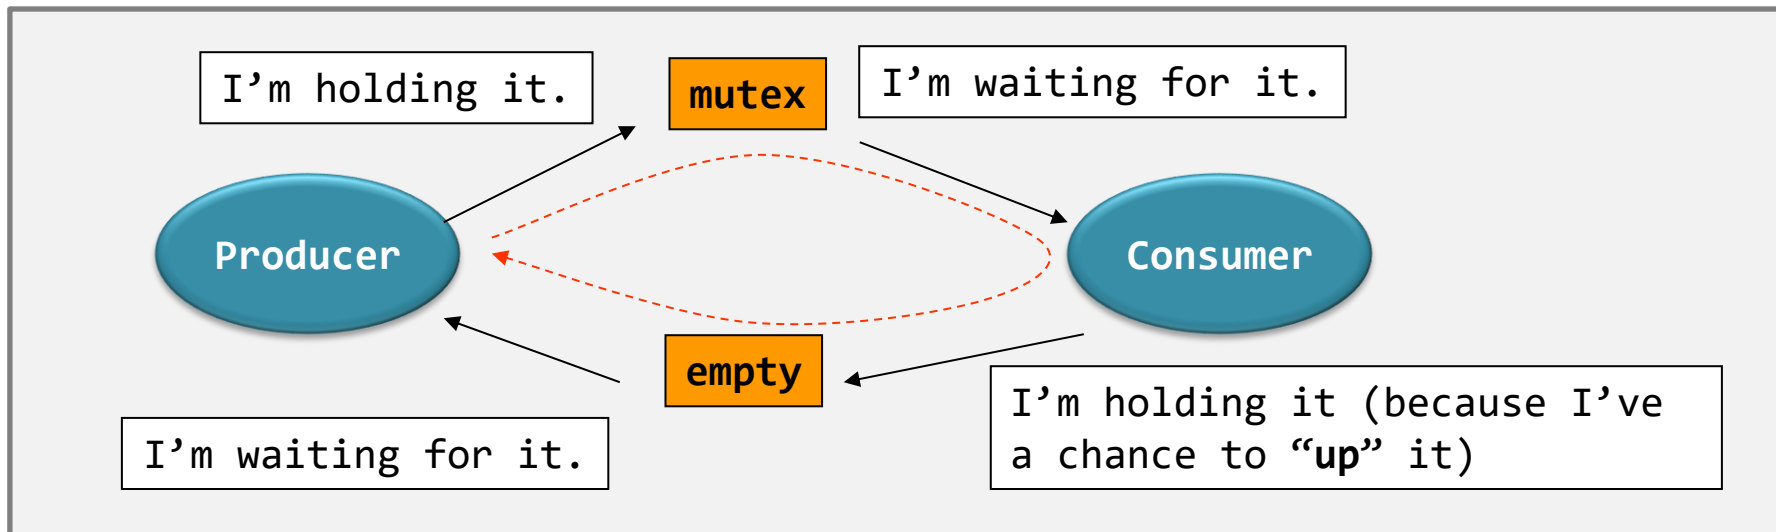 I’m holding it.
mutex
I’m waiting for it.
Producer
Consumer
empty
I’m waiting for it.
I’m holding it (because I’ve
a chance to “up” it)